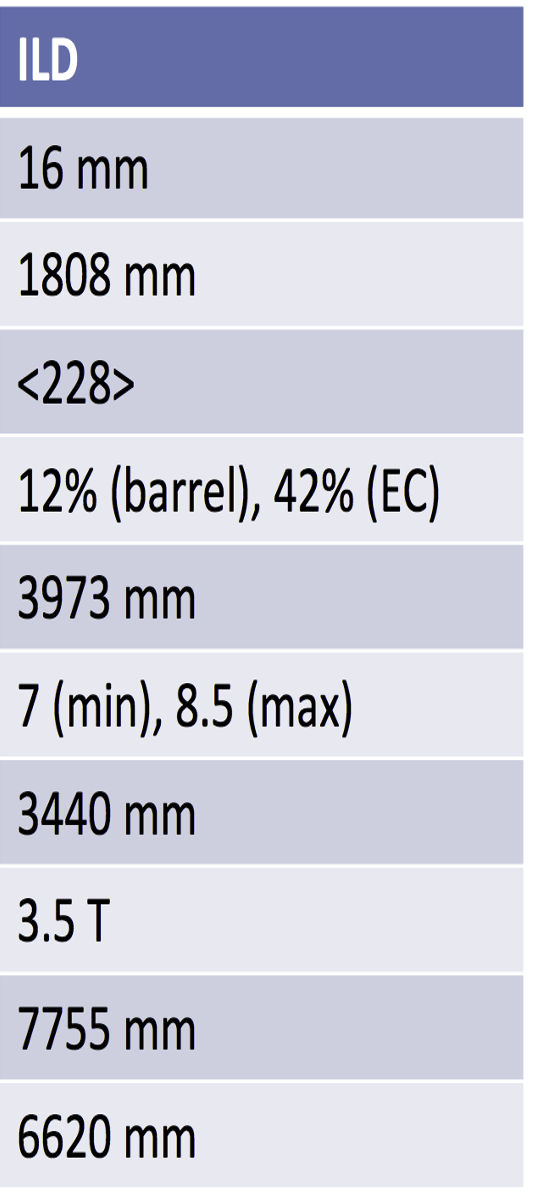 ILD
16 mm
1808 mm
<228>
12% (barrel), 42% (EC)
3973 mm
7 (min), 8.5 (max)
3440 mm
3.5 T
7755 mm
6620 mm